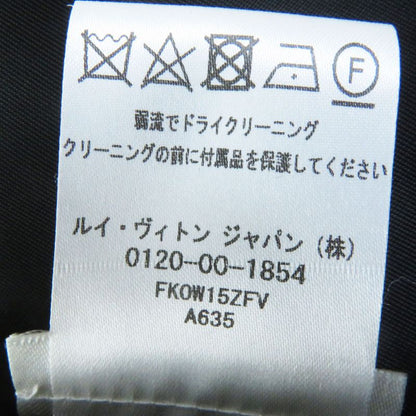 F
弱流でドライクリーニング
クリーニングの前に付属品を保護してください
ルイ・ヴィトン ジャパン (株)
0120-00-1854
FKOW15ZFV
A635